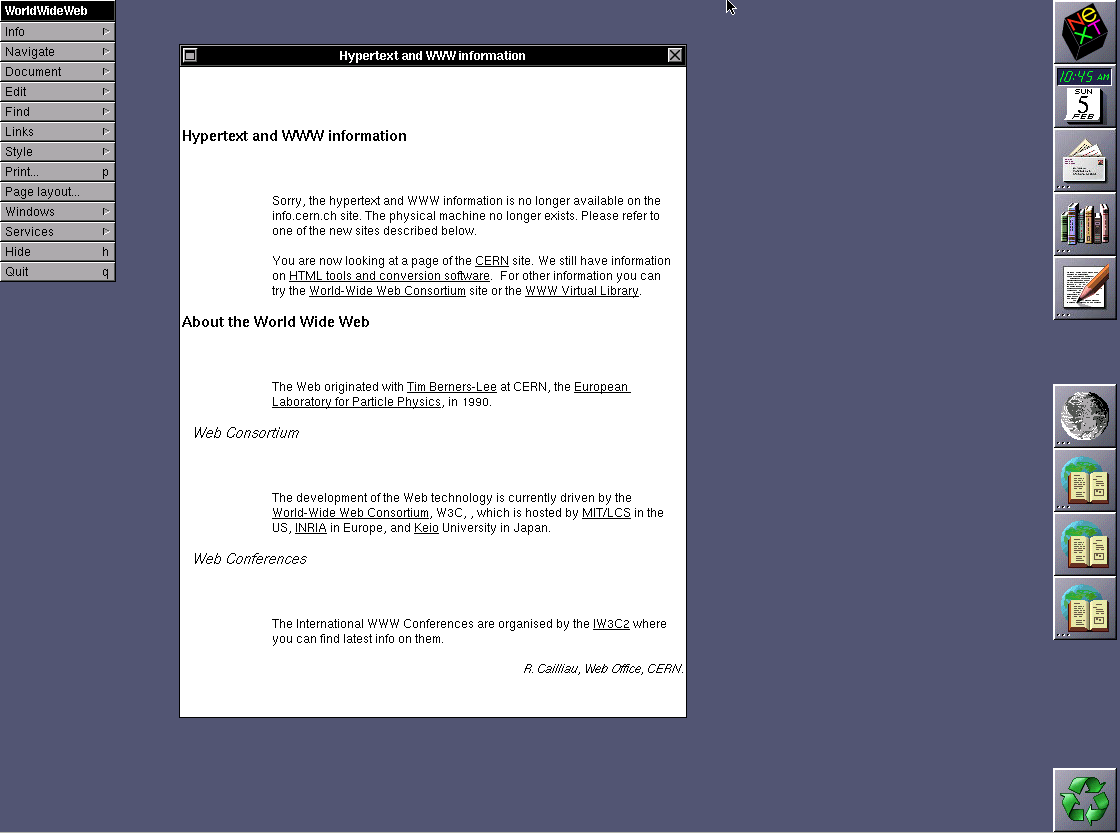 WorldWideWeb
Info
Navigate
Document
Edit
Find
Links
Style
Print... p
Page layout...
Windows
Services
Hide h
Quit q
Hypertext and WWW information
Hypertext and WWW information
Sorry, the hypertext and WWW information is no longer available on the
info.cern.ch site. The physical machine no longer exists. Please refer to
one of the new sites described below.
You are now looking at a page of the CERN site. We still have information
on HTML tools and conversion software.  For other information you can
try the World-Wide Web Consortium site or the WWW Virtual Library.
About the World Wide Web
The Web originated with Tim Berners-Lee at CERN, the European
Laboratory for Particle Physics, in 1990.
Web Consortium
The development of the Web technology is currently driven by the
World-Wide Web Consortium, W3C, , which is hosted by MIT/LCS in the
US, INRIA in Europe, and Keio University in Japan.
Web Conferences
The International WWW Conferences are organised by the IW3C2 where
you can find latest info on them.
R. Cailliau, Web Office, CERN.
NeXT
10:45 AM
SUN
5
FEB